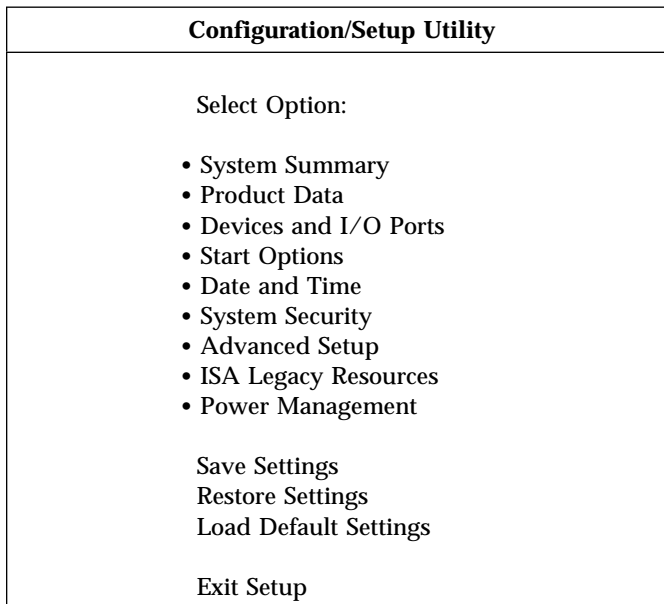 Configuration/Setup Utility
Select Option:
• System Summary
• Product Data
• Devices and I/O Ports
• Start Options
• Date and Time
• System Security
• Advanced Setup
• ISA Legacy Resources
• Power Management
Save Settings
Restore Settings
Load Default Settings
Exit Setup